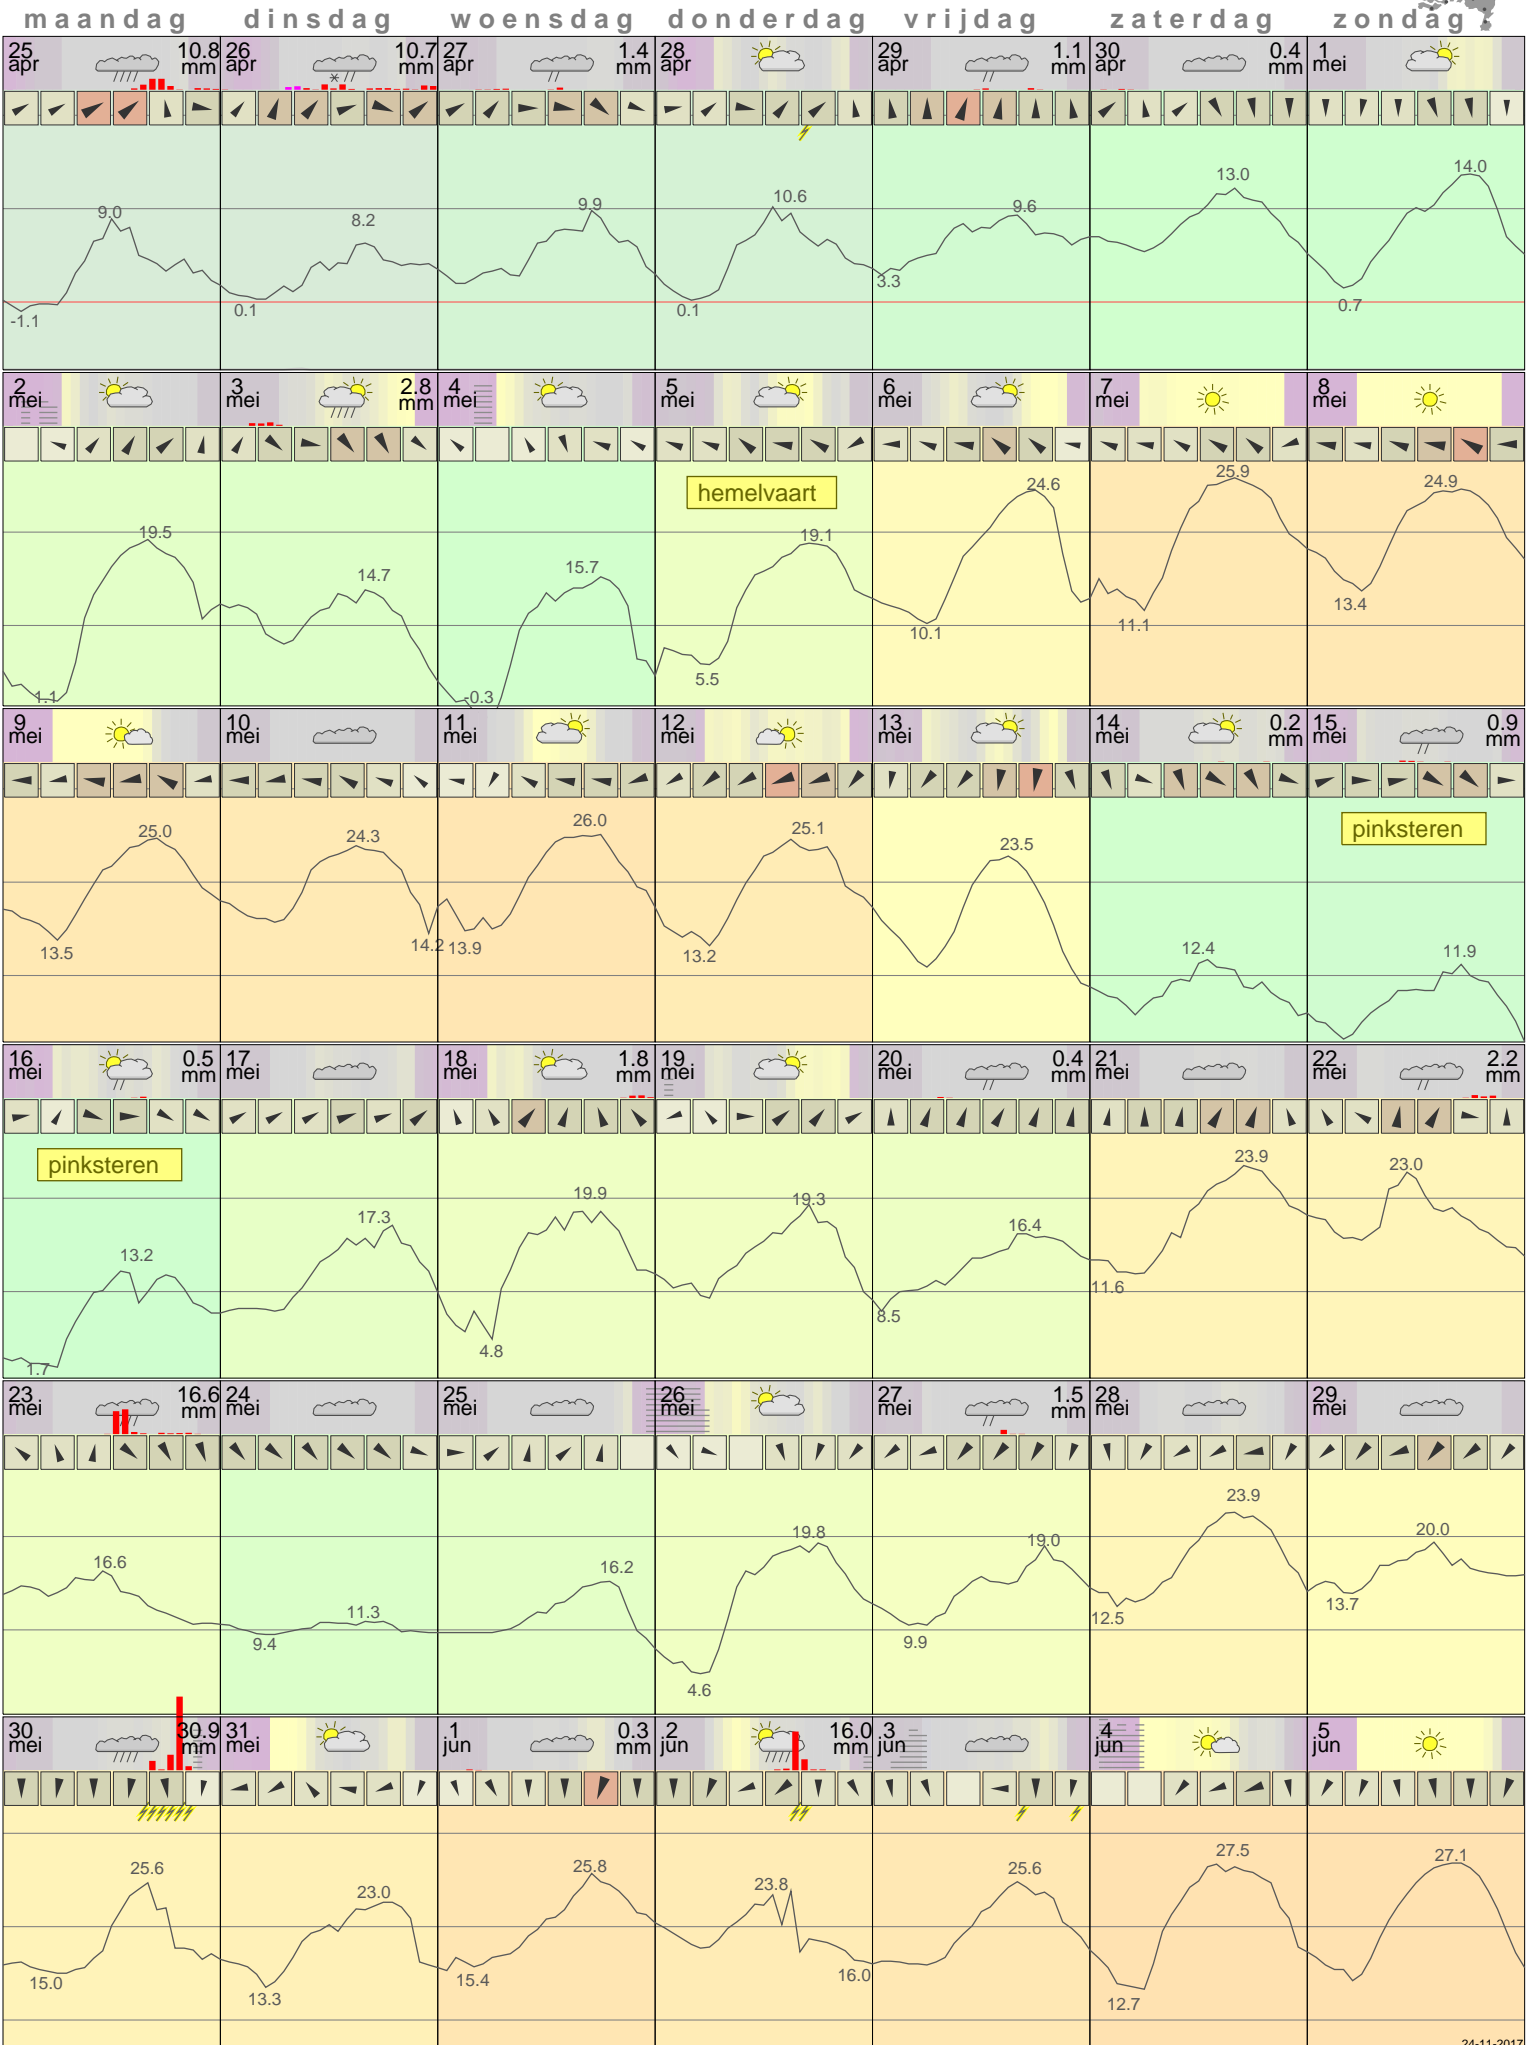 maandag dinsdag woensdag donderdag vrijdag zaterdag zondag
25 10.8 26 10.7 27 1.4 28 29 1.1 30 0.4 1
apr mm apr mm apr mm apr apr mm apr mm mei
9.0 8.2 9.9 10.6 9.6 13.0 14.0
-1.1 0.1 0.1 3.3 0.7
2 3 2.8 4 5 6 7 8
mei mei mm mei mei mei mei mei
hemelvaart
19.5 14.7 15.7 19.1 24.6 25.9 24.9
1.1 -0.3 5.5 10.1 11.1 13.4
9 10 11 12 13 14 0.2 15 0.9
mei mei mei mei mei mei mm mei mm
pinksteren
25.0 24.3 26.0 25.1 23.5 12.4 11.9
13.5 14.2 13.9 13.2
16 0.5 17 18 1.8 19 20 0.4 21 22 2.2
mei mm mei mei mm mei mei mm mei mei mm
pinksteren
13.2 17.3 19.9 19.3 16.4 23.9 23.0
1.7 4.8 8.5 11.6
23 16.6 24 25 26 27 1.5 28 29
mei mm mei mei mei mei mm mei mei
16.6 11.3 16.2 19.8 19.0 23.9 20.0
9.4 4.6 9.9 12.5 13.7
30 30.9 31 1 0.3 2 16.0 3 4 5
mei mm mei jun mm jun mm jun jun jun
25.6 23.0 25.8 23.8 25.6 27.5 27.1
15.0 13.3 15.4 16.0 12.7
24-11-2017